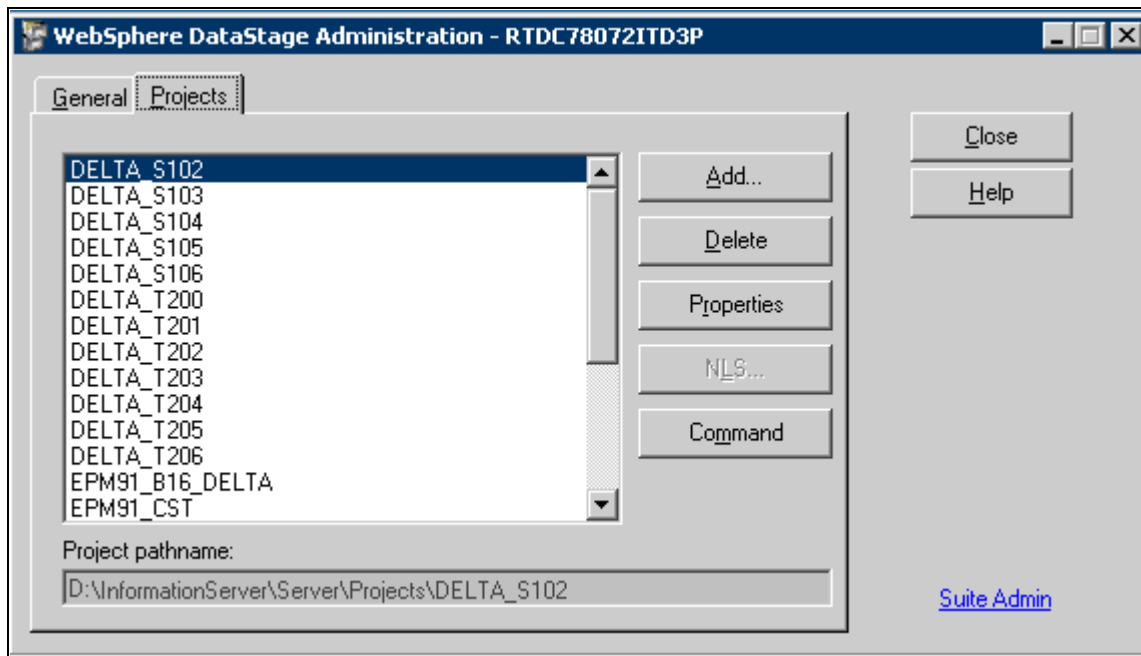 WebSphere DataStage Administration - RTDC78072ITD3P
General
Projects
DELTA_S102
DELTA_S103
DELTA_S104
DELTA_S105
DELTA_S106
DELTA_T200
DELTA_T201
DELTA_T202
DELTA_T203
DELTA_T204
DELTA_T205
DELTA_T206
EPM91_B16_DELTA
EPM91_CST
Add...
Delete
Properties
NLS...
Command
Close
Help
Project pathname:
D:\InformationServer\Server\Projects\DELTA_S102
Suite Admin